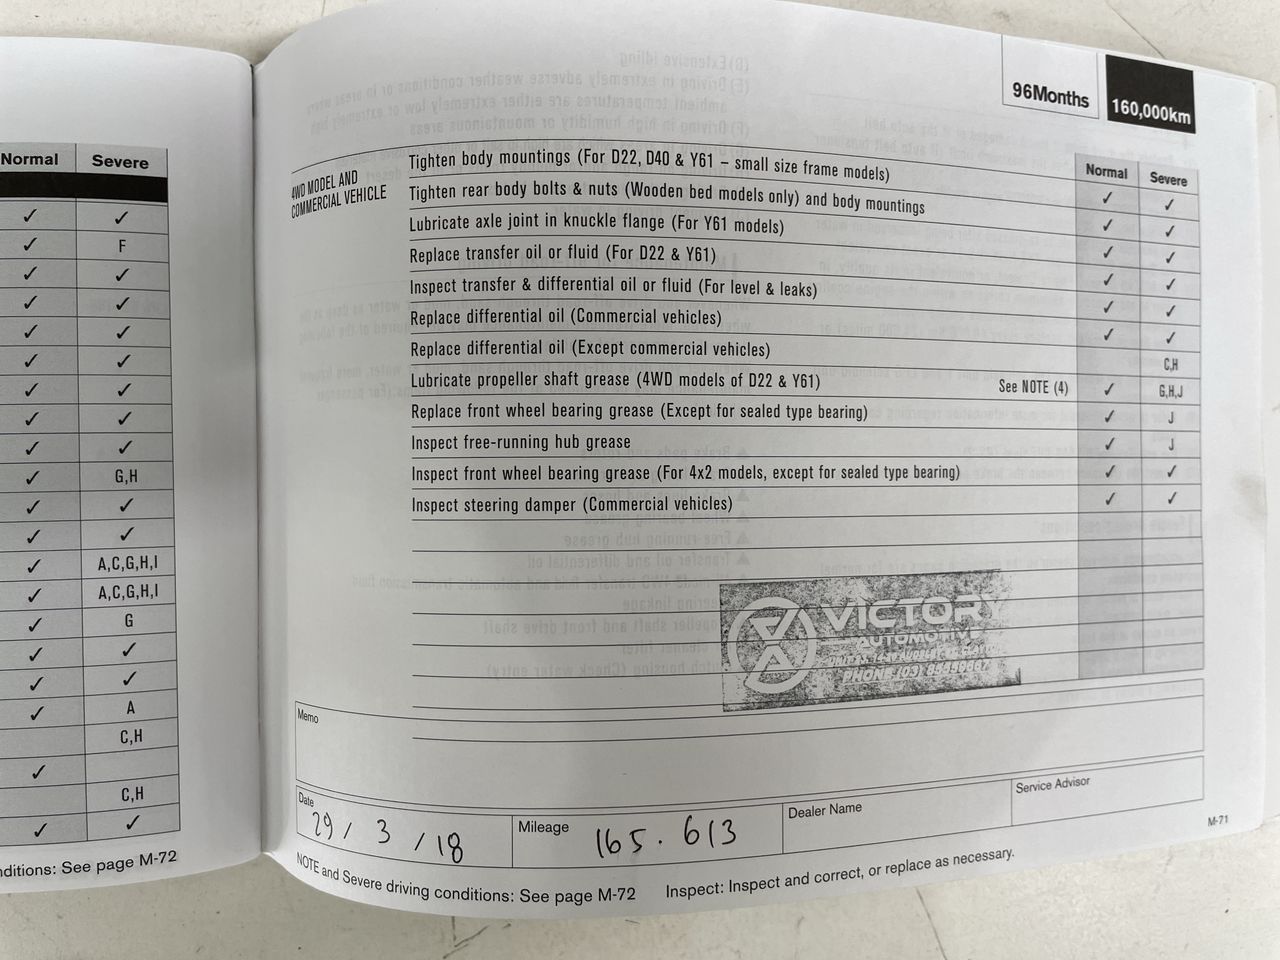 Normal Severe
✓ ✓
✓ F
✓ ✓
✓ ✓
✓ ✓
✓ ✓
✓ ✓
✓ ✓
✓ ✓
✓ G,H
✓ ✓
✓ ✓
✓ A,C,G,H,I
✓ A,C,G,H,I
✓ G
✓ ✓
✓ ✓
✓ A
C,H
✓
C,H
✓ ✓
nditions: See page M-72
96Months 160,000km
Normal Severe
4WD MODEL AND
COMMERCIAL VEHICLE
Tighten body mountings (For D22, D40 & Y61 – small size frame models) ✓ ✓
Tighten rear body bolts & nuts (Wooden bed models only) and body mountings ✓ ✓
Lubricate axle joint in knuckle flange (For Y61 models) ✓ ✓
Replace transfer oil or fluid (For D22 & Y61) ✓ ✓
Inspect transfer & differential oil or fluid (For level & leaks) ✓ ✓
Replace differential oil (Commercial vehicles) ✓ ✓
Replace differential oil (Except commercial vehicles) C,H
Lubricate propeller shaft grease (4WD models of D22 & Y61) See NOTE (4) ✓ G,H,J
Replace front wheel bearing grease (Except for sealed type bearing) ✓ J
Inspect free-running hub grease ✓ J
Inspect front wheel bearing grease (For 4x2 models, except for sealed type bearing) ✓ ✓
Inspect steering damper (Commercial vehicles) ✓ ✓
VICTORY
AUTOMOTIVE
PHONE (03)
Memo
Date 29 / 3 / 18 Mileage 165.613 Dealer Name Service Advisor
M-71
NOTE and Severe driving conditions: See page M-72 Inspect: Inspect and correct, or replace as necessary.